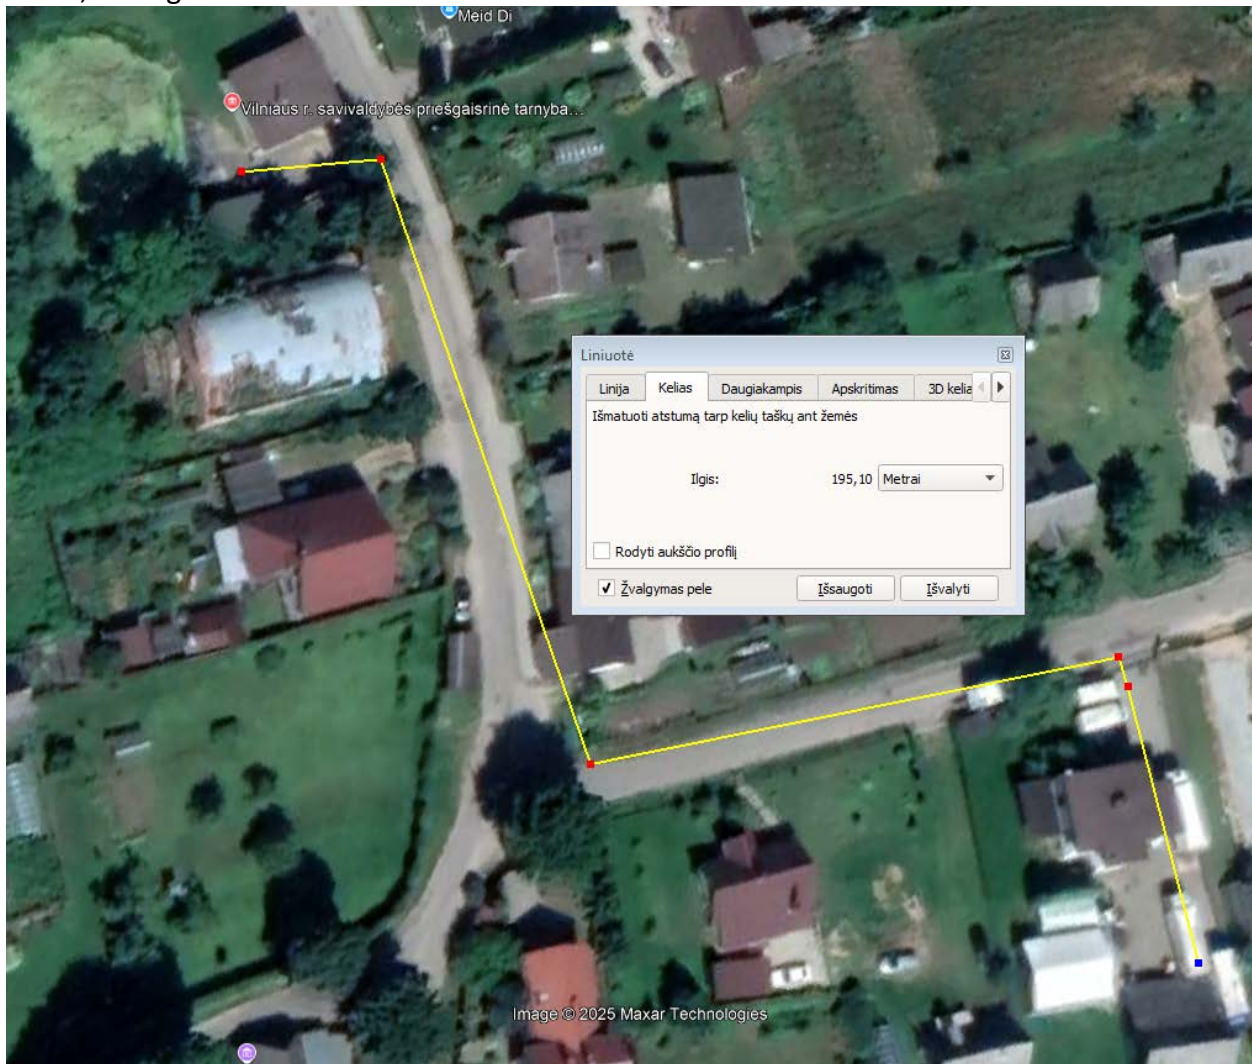 Meid Di
Vilniaus r. savivaldybės priešgaisrinė tarnyba...
Liniuotė
Linija
Kelias
Daugiakampis
Apskritimas
3D kelia
Išmatuoti atstumą tarp kelių taškų ant žemės
Ilgis:
195,10
Metrai
Rodyti aukščio profilį
Žvalgymas pele
Išsaugoti
Išvalyti
Image © 2025 Maxar Technologies